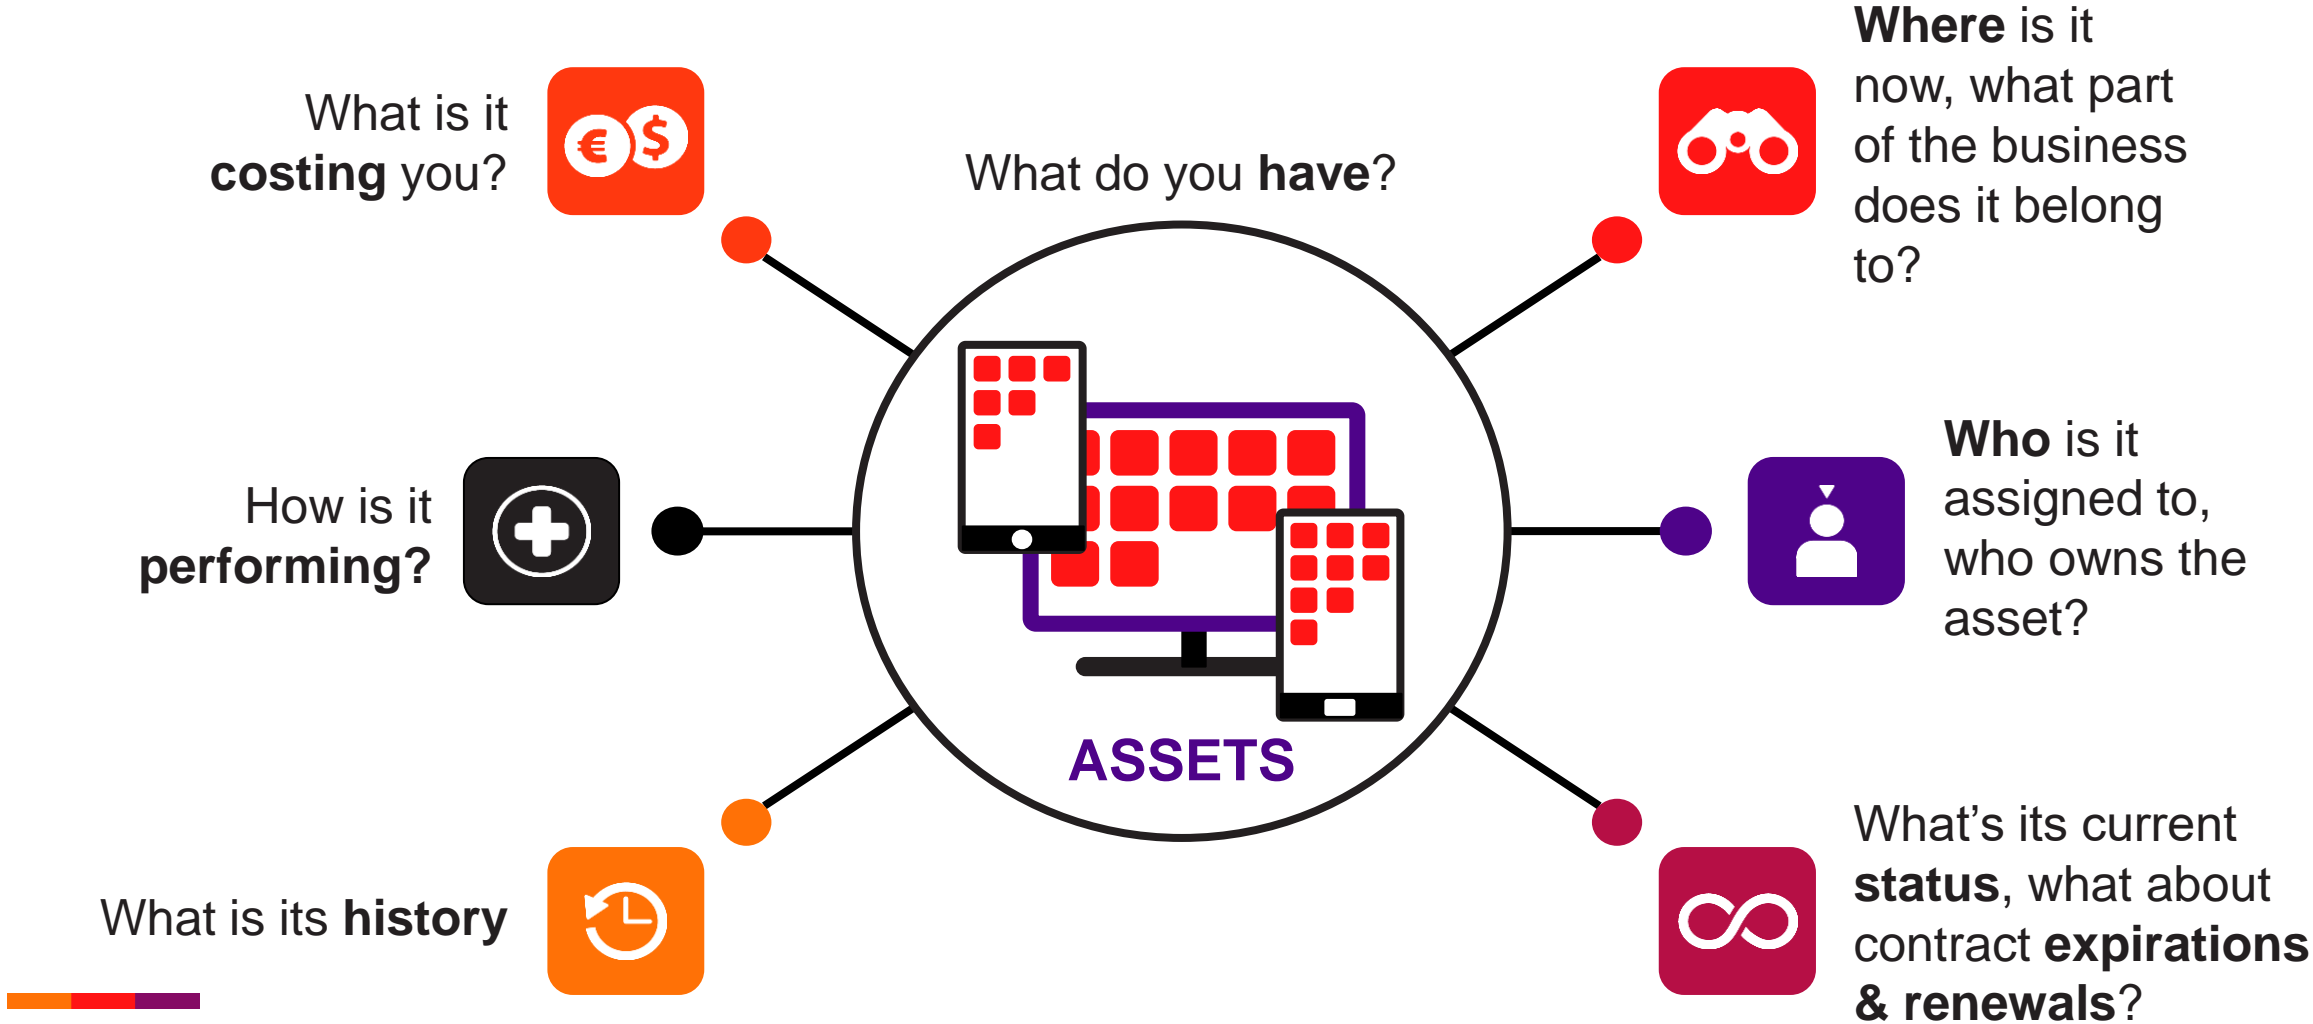 What is it
costing you?
€
$
What do you have?
Where is it
now, what part
of the business
does it belong
to?
How is it
performing?
Who is it
assigned to,
who owns the
asset?
ASSETS
What is its history
What’s its current
status, what about
contract expirations
& renewals?